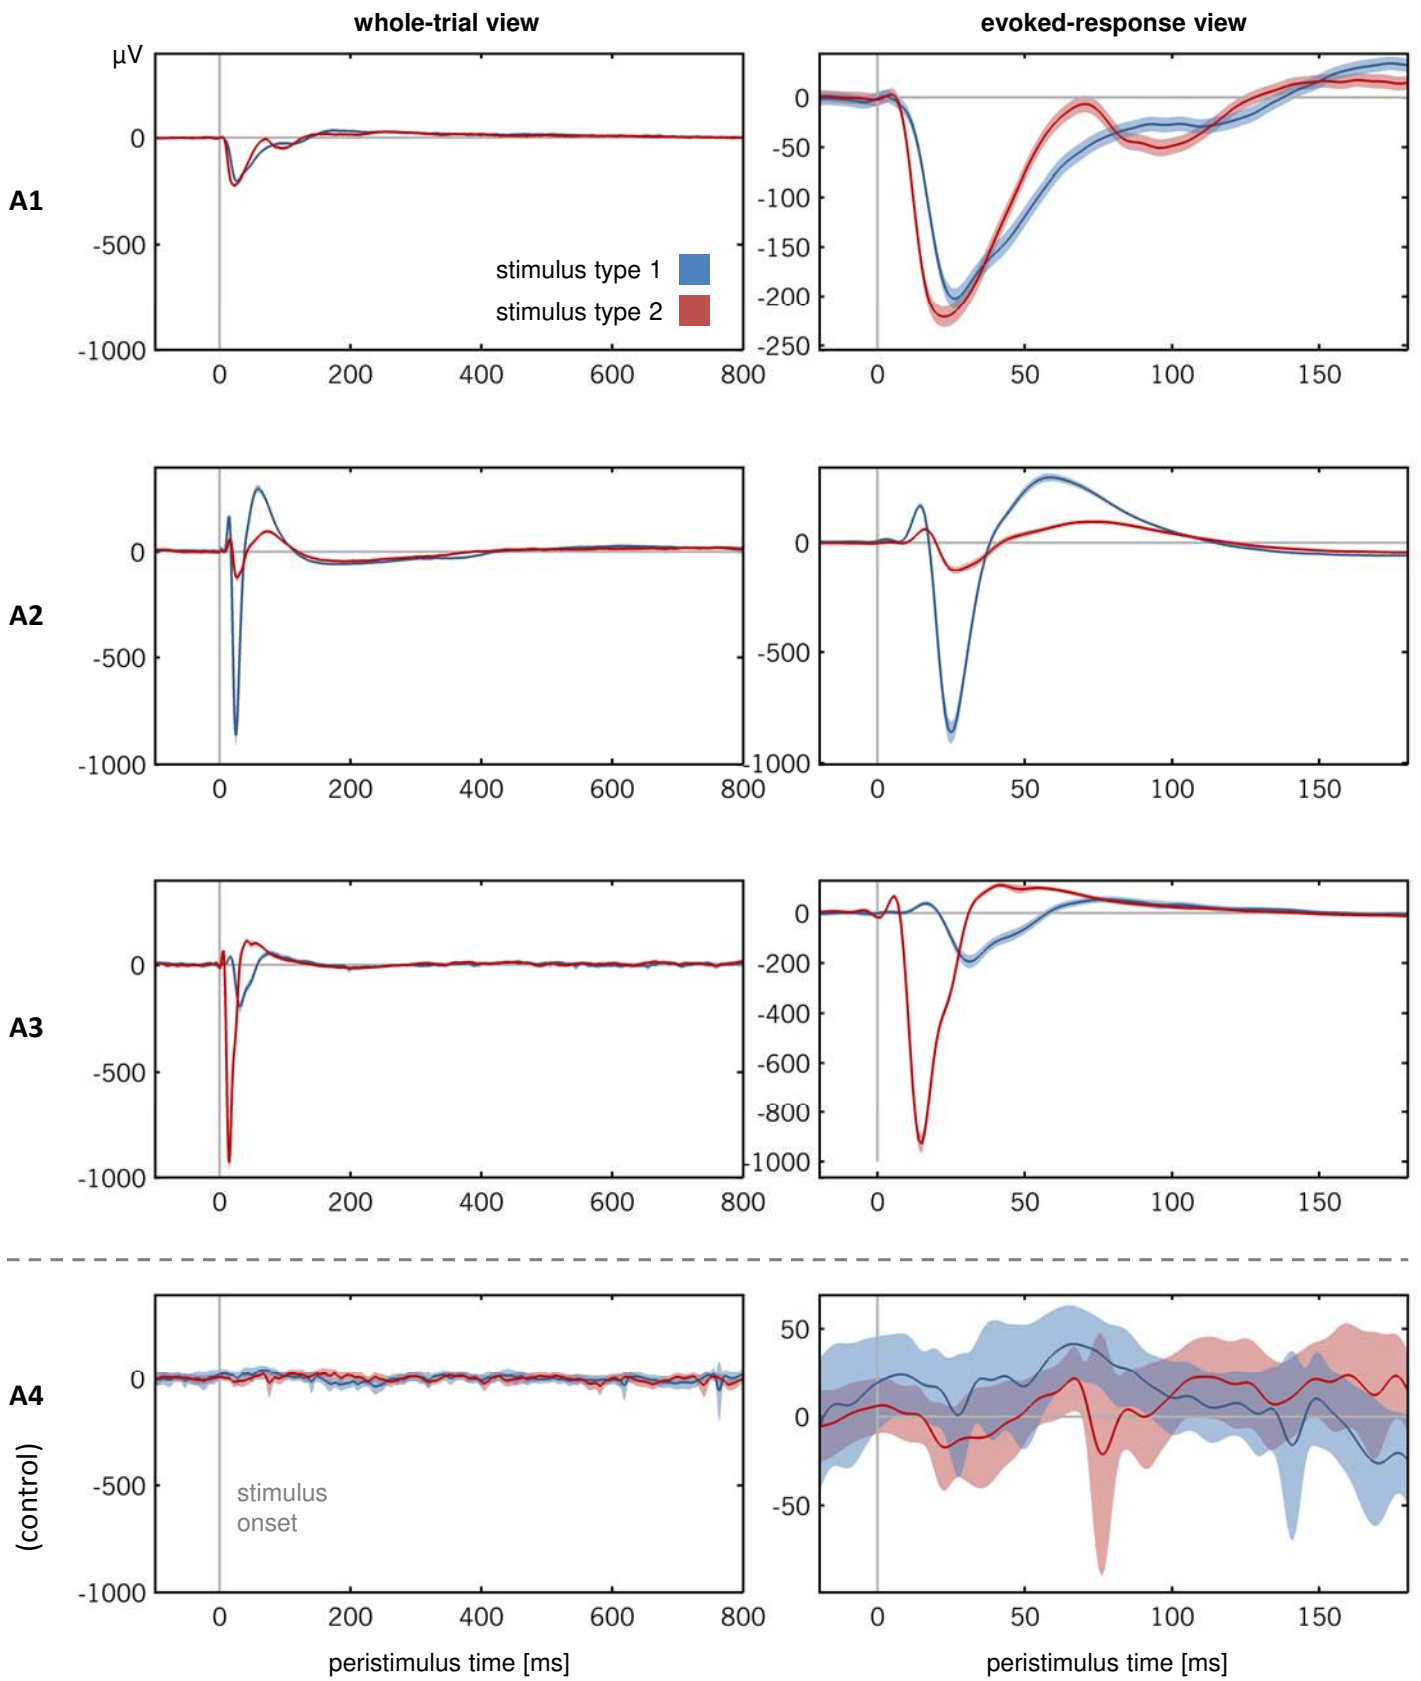 whole-trial view
evoked-response view
µV
A1
0
-500
-1000
stimulus type 1
stimulus type 2
0 200 400 600 800
0
-50
-100
-150
-200
-250
0 50 100 150
A2
0
-500
-1000
0 200 400 600 800
0
-500
-1000
0 50 100 150
A3
0
-500
-1000
0 200 400 600 800
0
-200
-400
-600
-800
-1000
0 50 100 150
A4
(control)
0
-500
-1000
stimulus
onset
0 200 400 600 800
peristimulus time [ms]
50
0
-50
0 50 100 150
peristimulus time [ms]